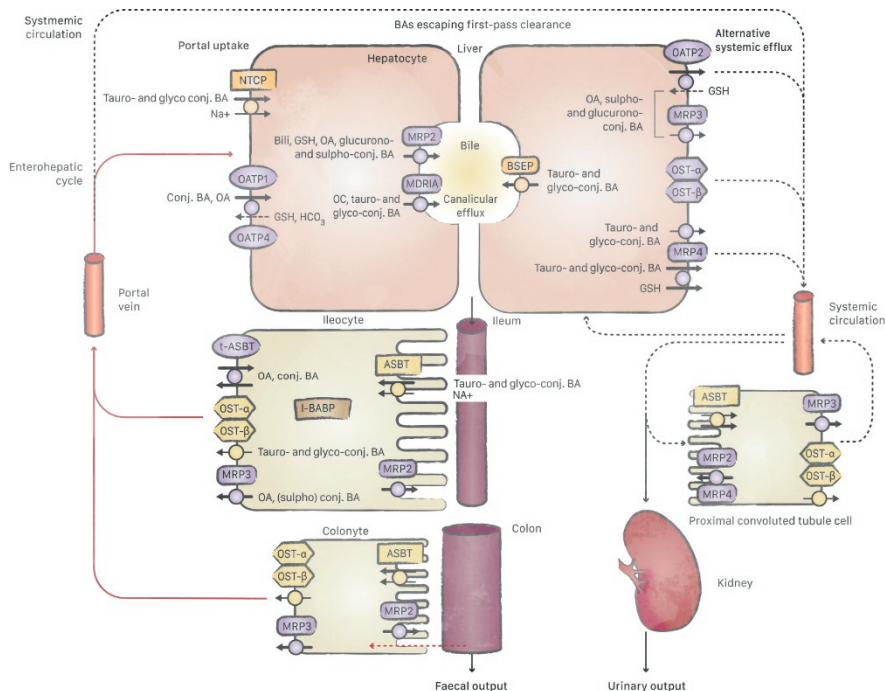 Systmemic
circulation
BAs escaping first-pass clearance
Portal uptake
Liver
Hepatocyte
Alternative
systemic efflux
NTCP
Tauro- and glyco conj. BA
Na+
Enterohepatic
cycle
OATP1
Conj. BA, OA
GSH, HCO3
OATP4
Bili, GSH, OA, glucurono-
and sulpho-conj. BA
MRP2
MDRIA
OC, tauro- and
glyco-conj. BA
Bile
Canalicular
efflux
BSEP
Tauro- and
glyco-conj. BA
OATP2
GSH
OA, sulpho-
and glucurono-
conj. BA
MRP3
OST-α
OST-β
Tauro- and
glyco-conj. BA
MRP4
Tauro- and glyco-conj. BA
GSH
Portal
vein
Systemic
circulation
Ileocyte
Ileum
t-ASBT
OA, conj. BA
OST-α
OST-β
Tauro- and glyco-conj. BA
MRP3
OA, (sulpho) conj. BA
I-BABP
ASBT
Tauro- and glyco-conj. BA
NA+
MRP2
ASBT
MRP2
MRP4
MRP3
OST-α
OST-β
Proximal convoluted tubule cell
Colonyte
Colon
OST-α
OST-β
MRP3
ASBT
MRP2
Kidney
Faecal output
Urinary output